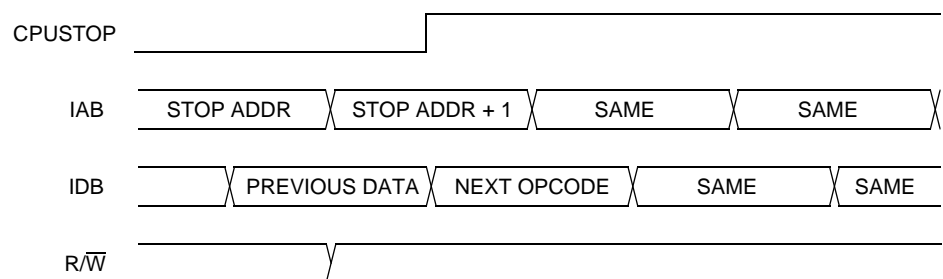 CPUSTOP
IAB STOP ADDR STOP ADDR + 1 SAME SAME
IDB PREVIOUS DATA NEXT OPCODE SAME SAME
R/W̅